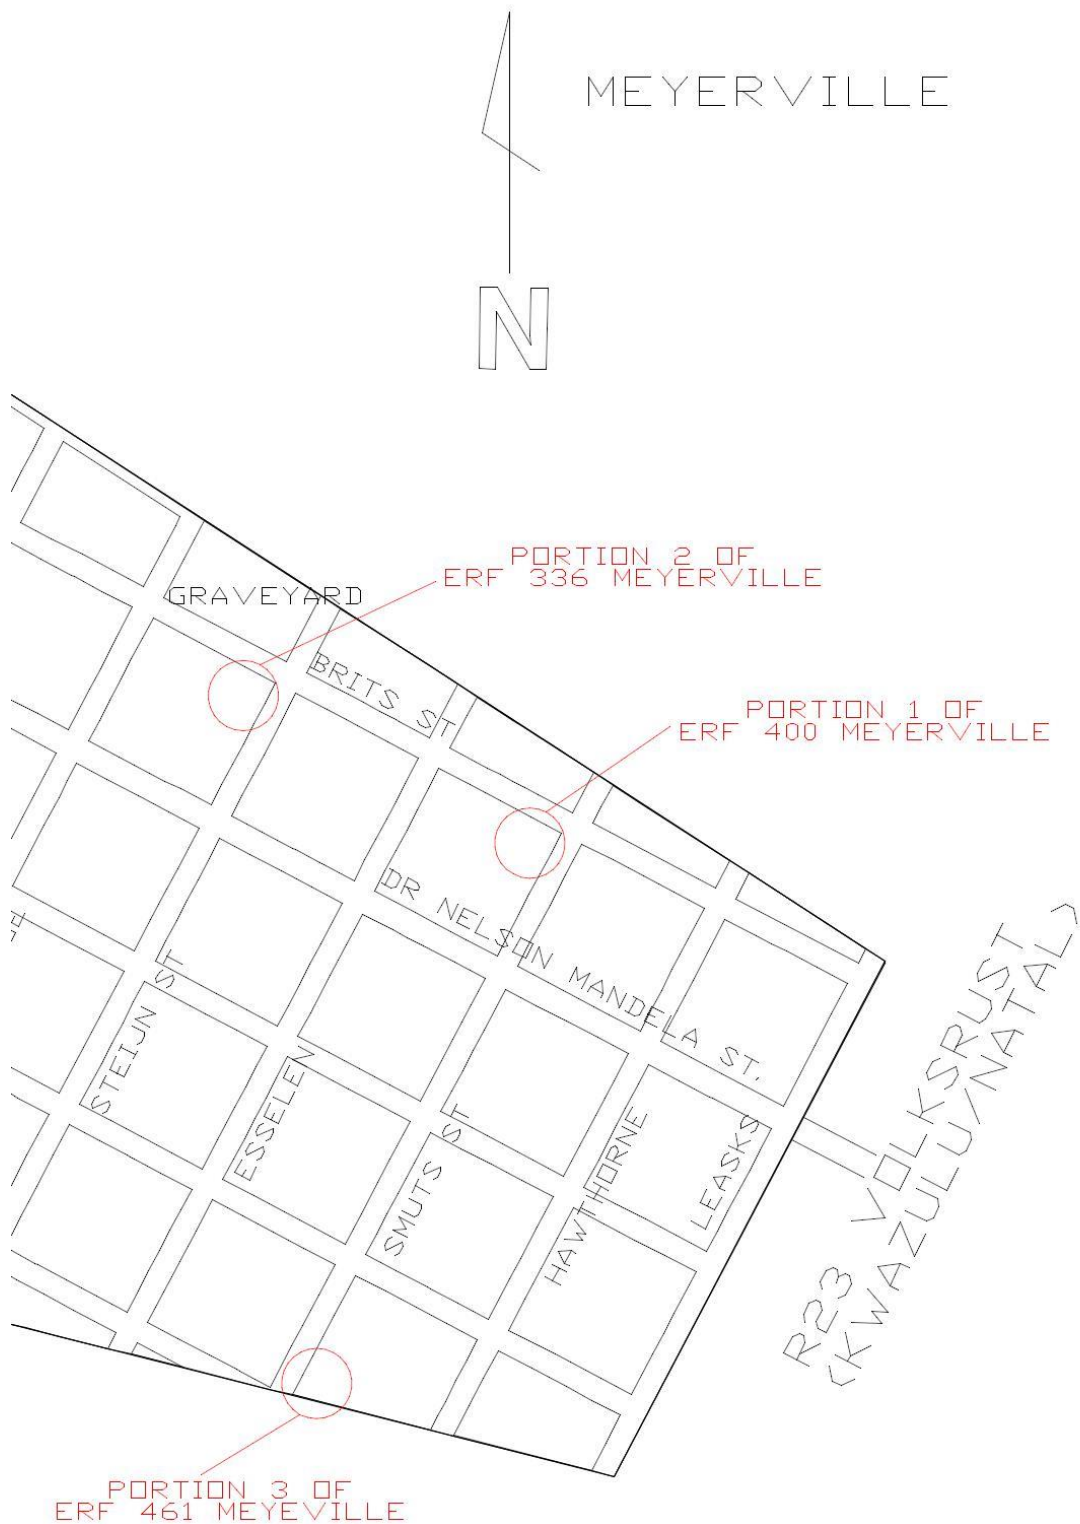 MEYERVILLE
N
PORTION 2 OF
ERF 336 MEYERVILLE
GRAVEYARD
BRITS ST
PORTION 1 OF
ERF 400 MEYERVILLE
DR NELSON MANDELA ST.
STEIJN ST
ESSELEN
SMUTS ST
HAWTHORNE
LEASKS
R23 VOLKSRUST
(KWAZULU/NATAL)
PORTION 3 OF
ERF 461 MEYEVILLE